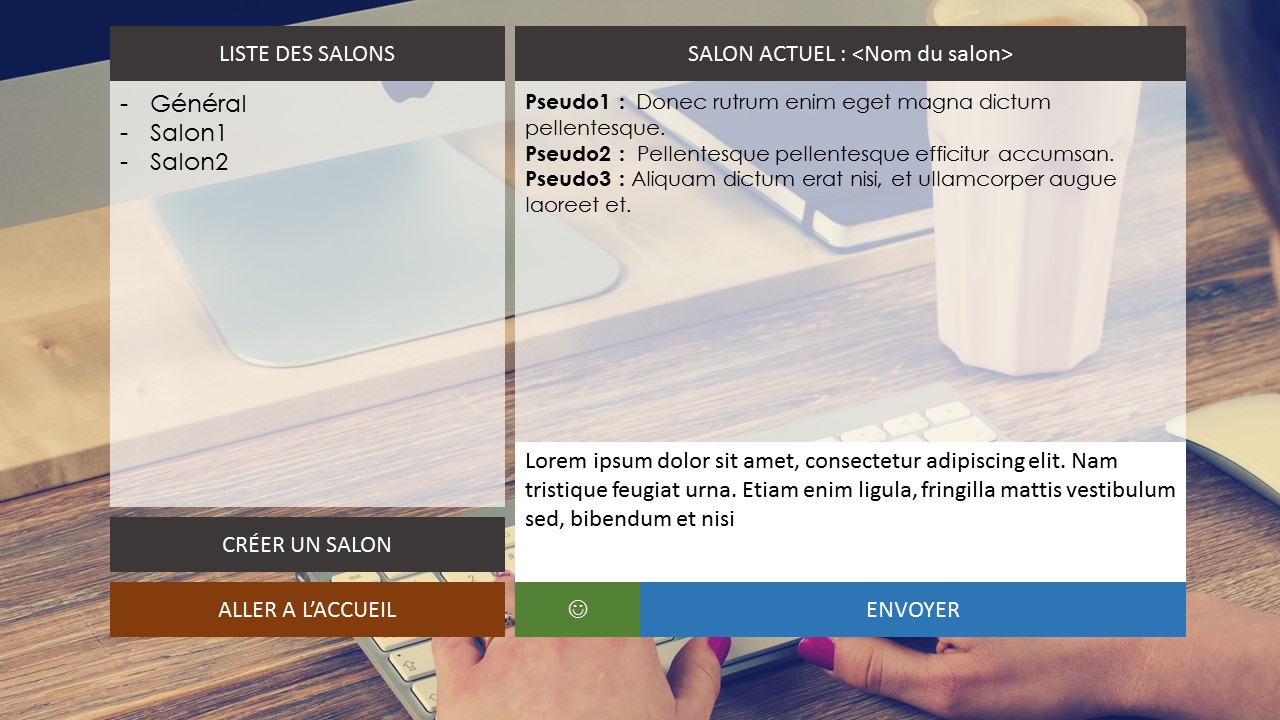 LISTE DES SALONS
- Général
- Salon1
- Salon2
CRÉER UN SALON
ALLER A L’ACCUEIL
SALON ACTUEL : <Nom du salon>
Pseudo1 : Donec rutrum enim eget magna dictum
pellentesque.
Pseudo2 : Pellentesque pellentesque efficitur accumsan.
Pseudo3 : Aliquam dictum erat nisi, et ullamcorper augue
laoreet et.
Lorem ipsum dolor sit amet, consectetur adipiscing elit. Nam
tristique feugiat urna. Etiam enim ligula, fringilla mattis vestibulum
sed, bibendum et nisi
☺
ENVOYER